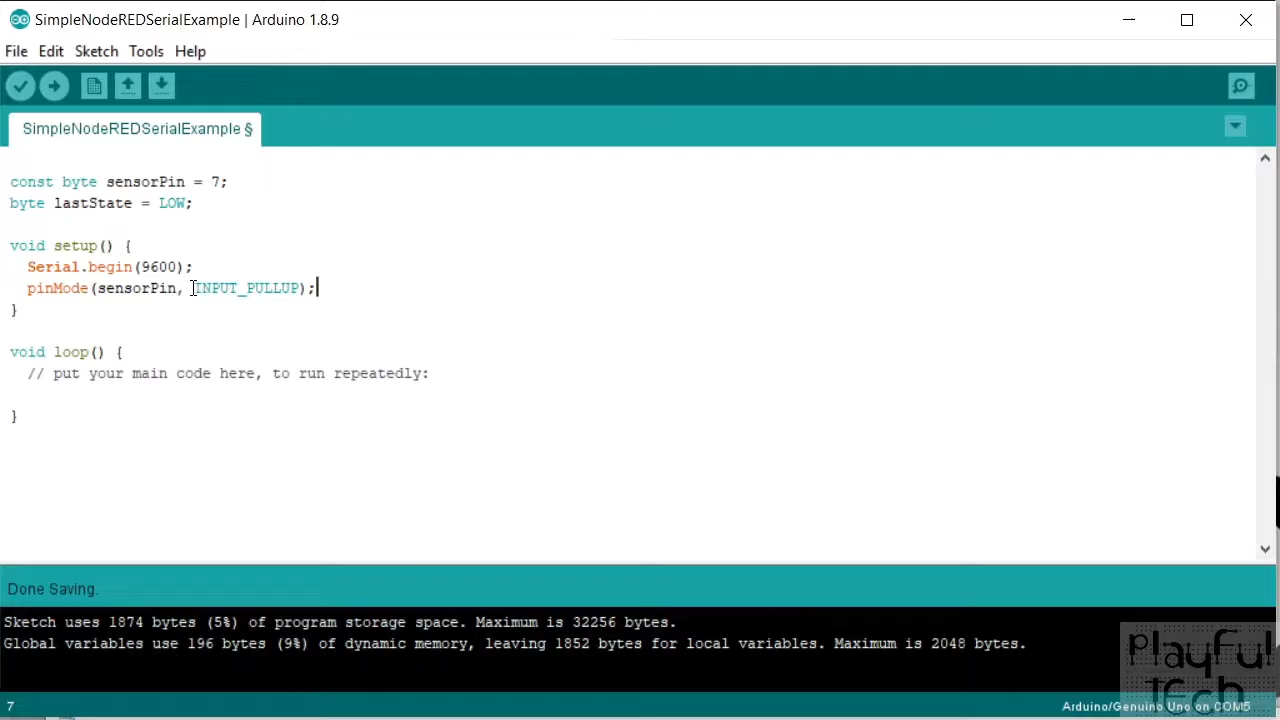 SimpleNodeREDSerialExample | Arduino 1.8.9
File Edit Sketch Tools Help
SimpleNodeREDSerialExample §
const byte sensorPin = 7;
byte lastState = LOW;
void setup() {
Serial.begin(9600);
pinMode(sensorPin, INPUT_PULLUP);
}
void loop() {
// put your main code here, to run repeatedly:
}
Done Saving.
Sketch uses 1874 bytes (5%) of program storage space. Maximum is 32256 bytes.
Global variables use 196 bytes (9%) of dynamic memory, leaving 1852 bytes for local variables. Maximum is 2048 bytes.
Playful
Tech
7
Arduino/Genuino Uno on COM5